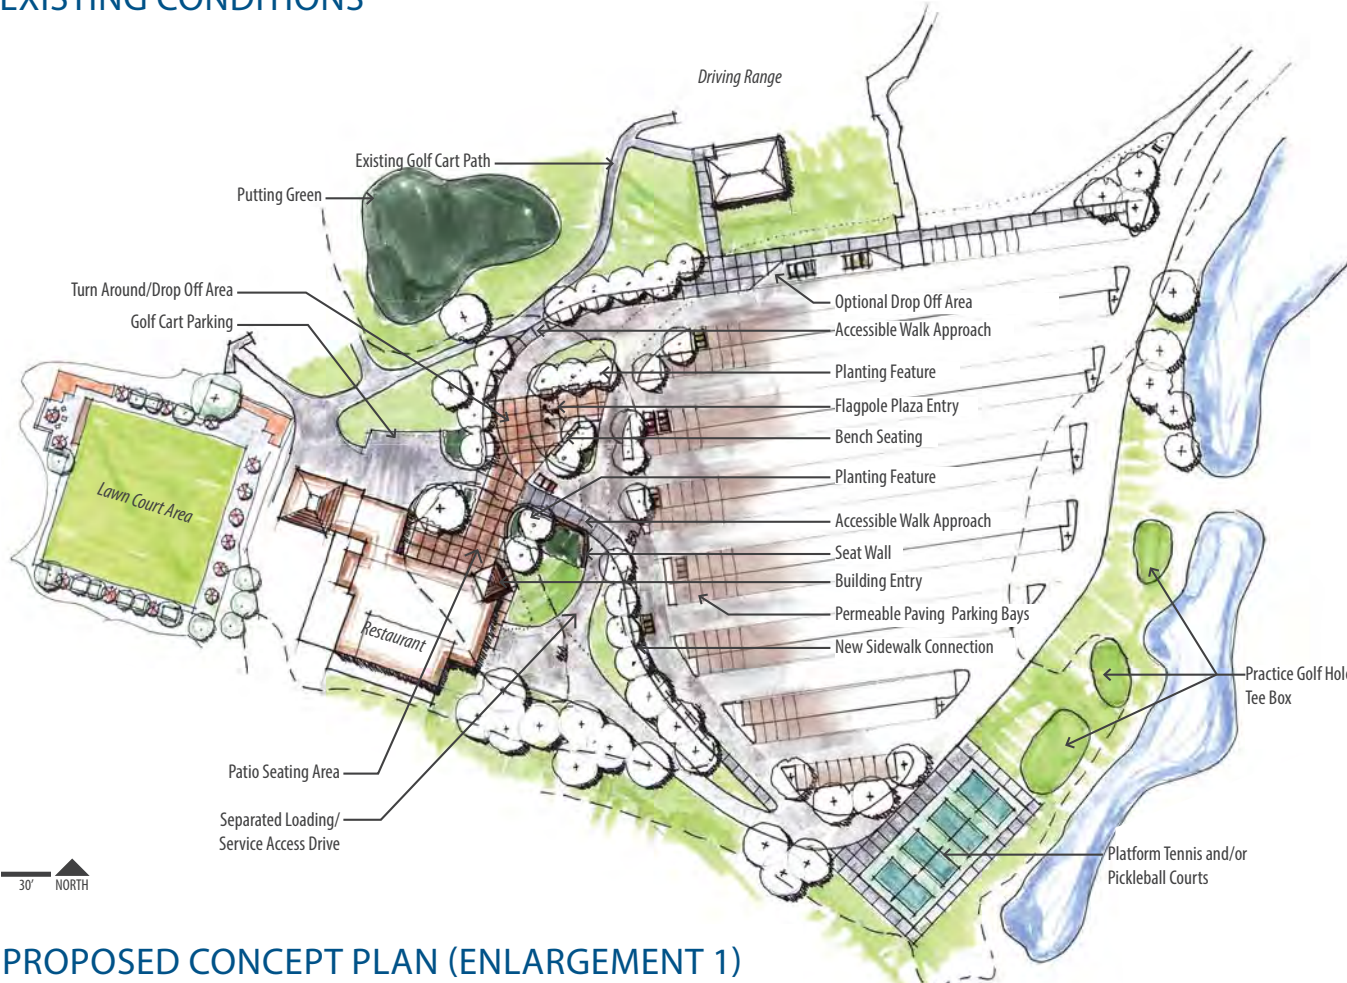 EXISTING CONDITIONS
Driving Range
Existing Golf Cart Path
Putting Green
Turn Around/Drop Off Area
Golf Cart Parking
Optional Drop Off Area
Accessible Walk Approach
Planting Feature
Flagpole Plaza Entry
Bench Seating
Planting Feature
Accessible Walk Approach
Seat Wall
Building Entry
Permeable Paving Parking Bays
New Sidewalk Connection
Lawn Court Area
Restaurant
Practice Golf Hole
Tee Box
Patio Seating Area
Separated Loading/
Service Access Drive
Platform Tennis and/or
Pickleball Courts
30' NORTH
PROPOSED CONCEPT PLAN (ENLARGEMENT 1)